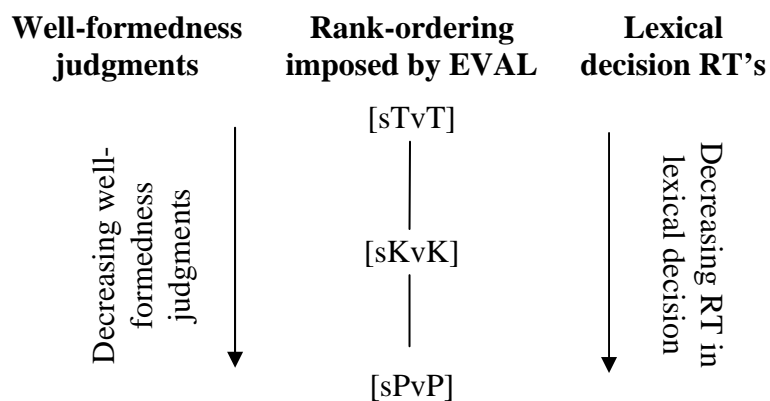 Well-formedness
judgments
Rank-ordering
imposed by EVAL
Lexical
decision RT's
[sTvT]
[sKvK]
[sPvP]
Decreasing well-
formedness
judgments
Decreasing RT in
lexical decision